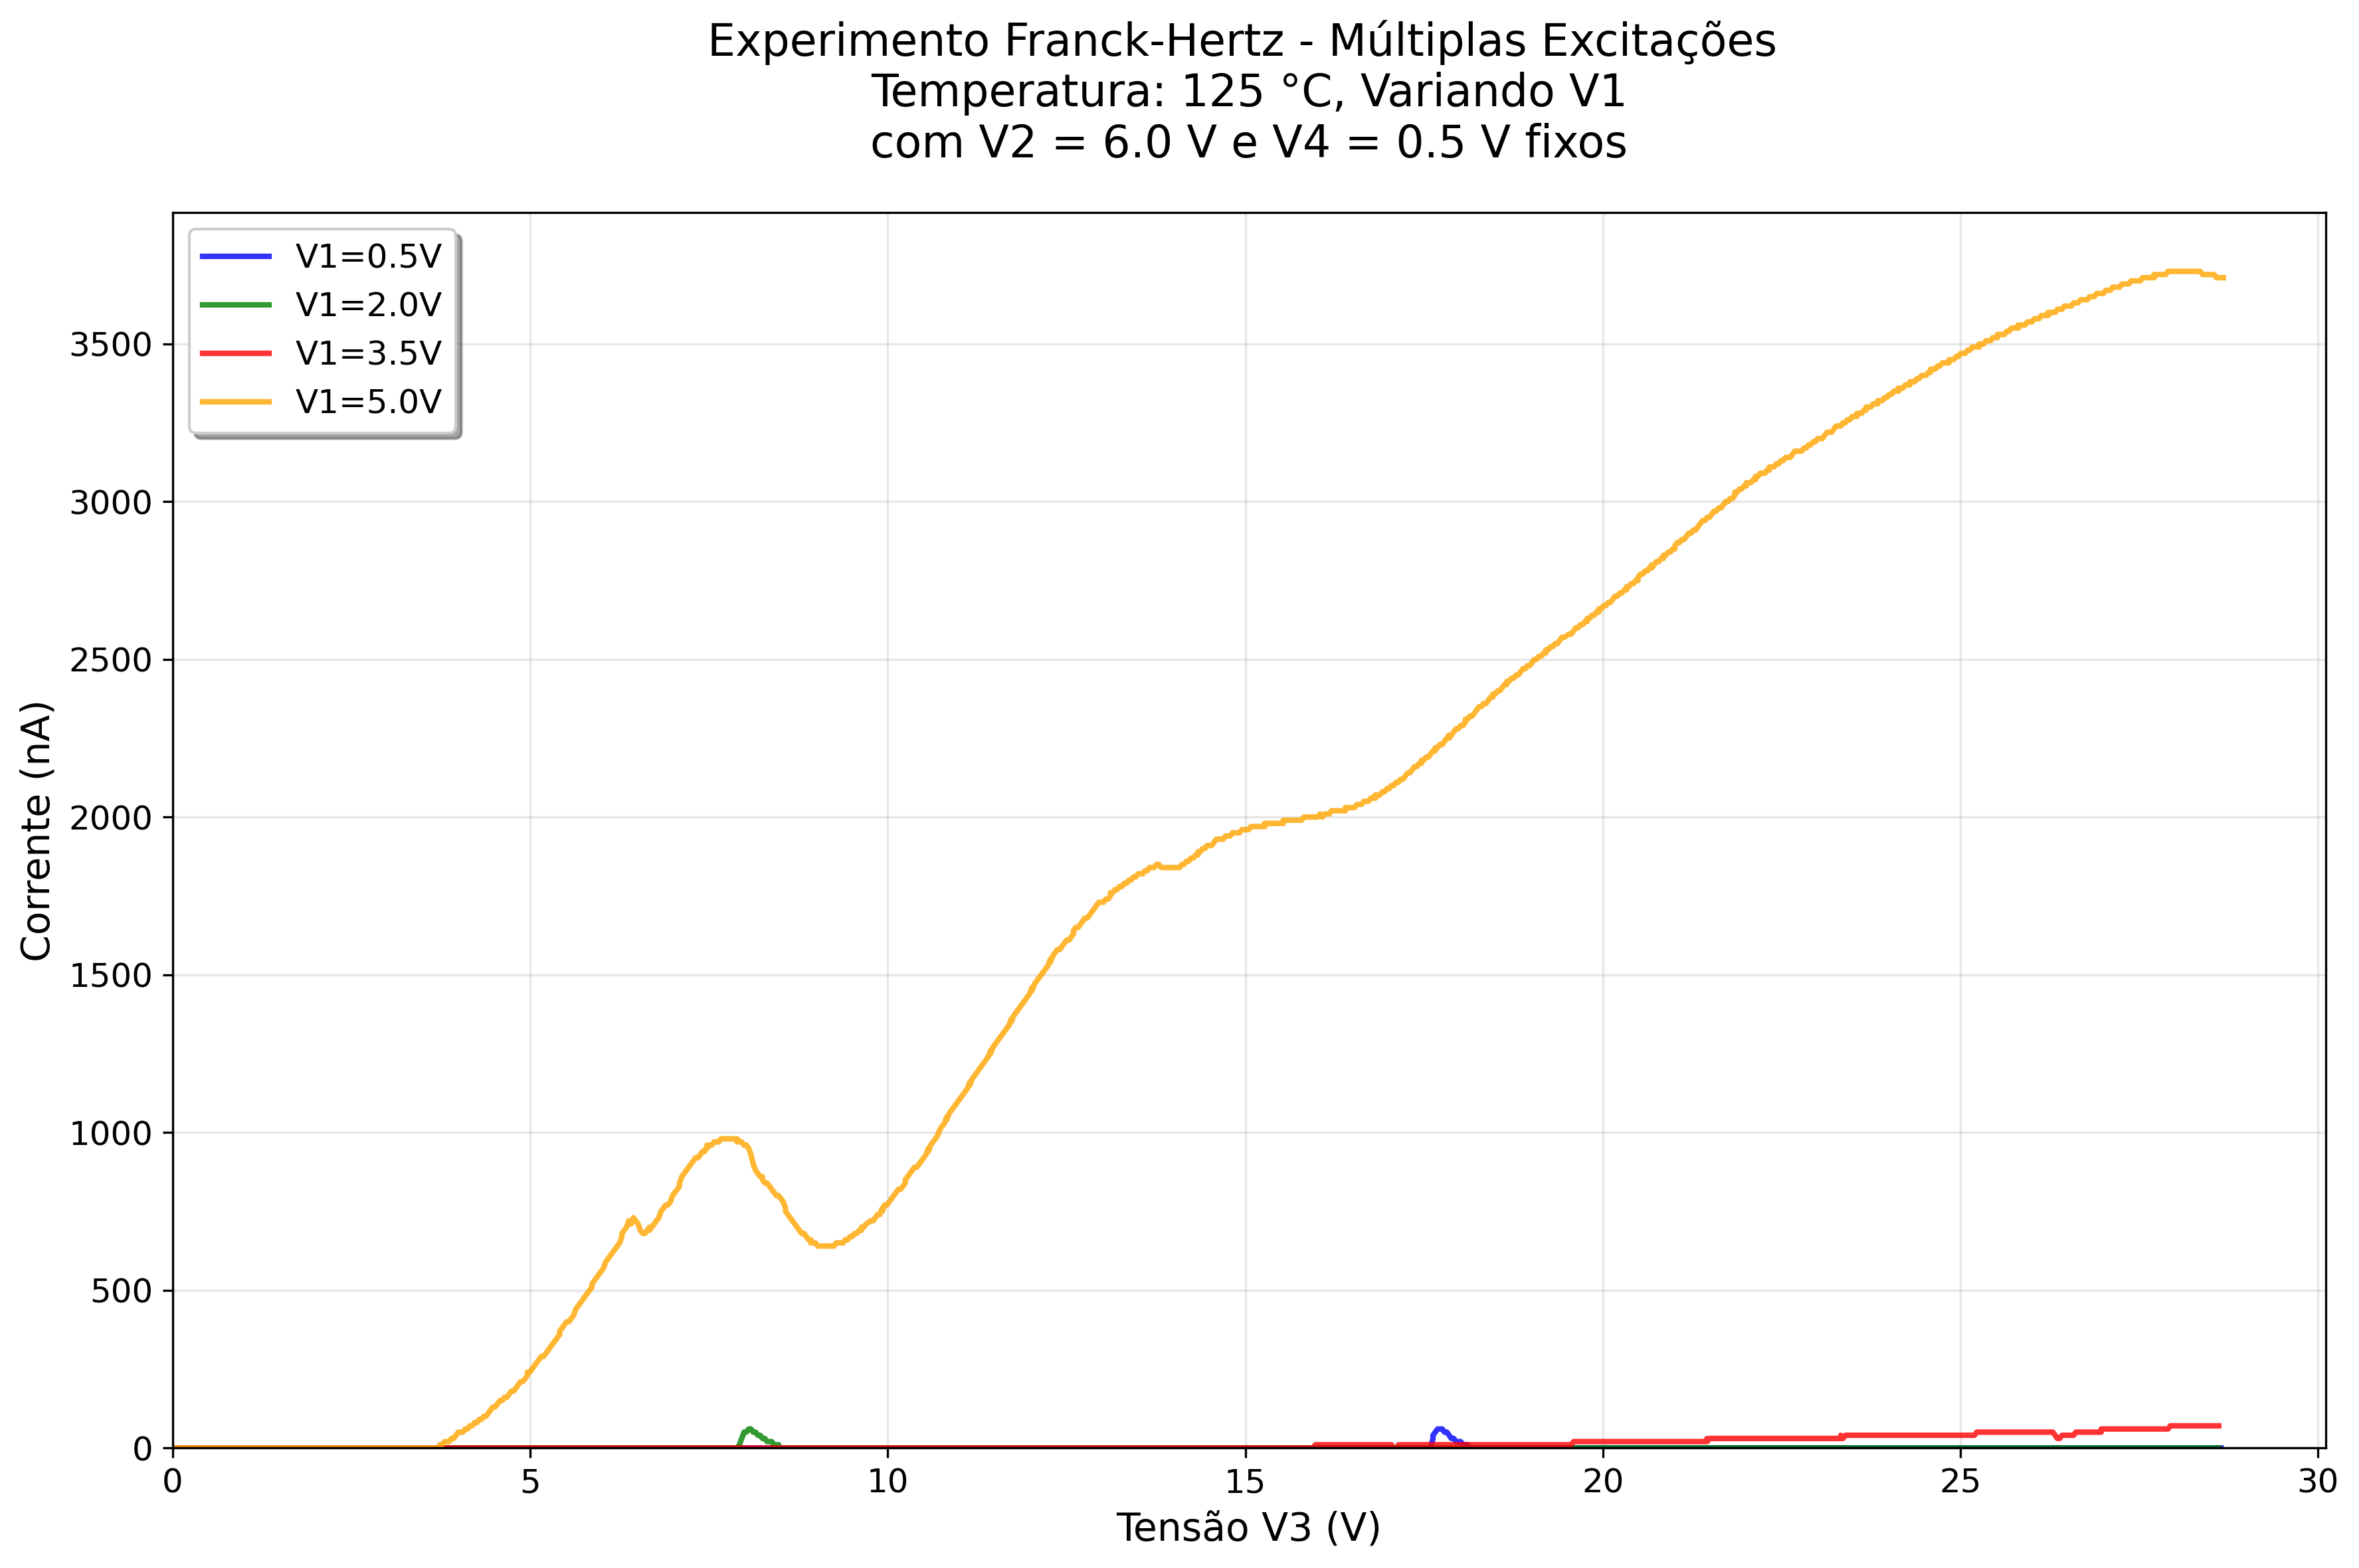 Experimento Franck-Hertz - Múltiplas Excitações
Temperatura: 125 °C, Variando V1
com V2 = 6.0 V e V4 = 0.5 V fixos
V1=0.5V
V1=2.0V
V1=3.5V
V1=5.0V
Corrente (nA)
3500
3000
2500
2000
1500
1000
500
0
0 5 10 15 20 25 30
Tensão V3 (V)